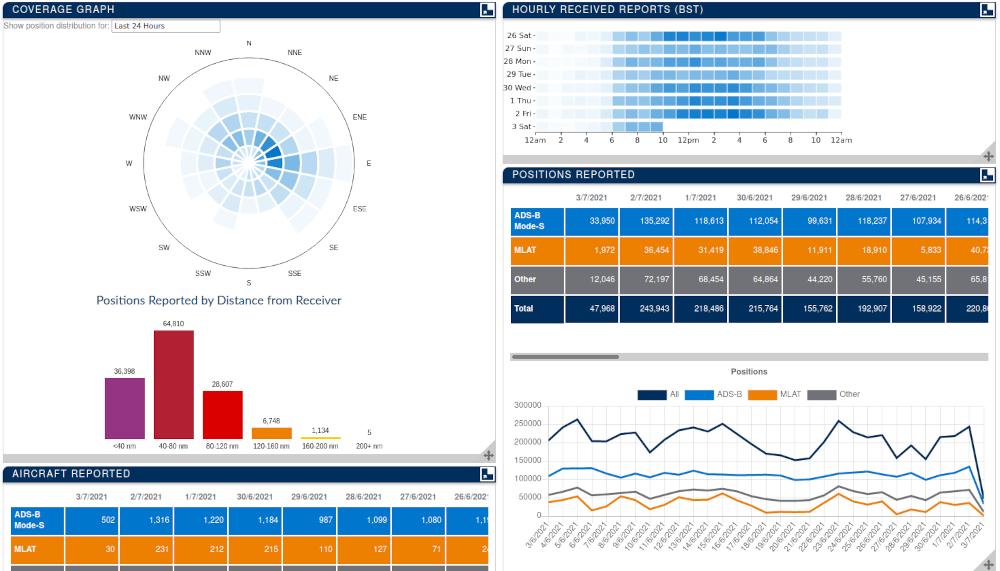 COVERAGE GRAPH
Show position distribution for: Last 24 Hours
N
NNW NNE
NW NE
WNW ENE
W E
WSW ESE
SW SE
SSW SSE
S
Positions Reported by Distance from Receiver
64,810
36,398
28,607
6,748
1,134
5
<40 nm 40-80 nm 80-120 nm 120-160 nm 160-200 nm 200+ nm
AIRCRAFT REPORTED
3/7/2021 2/7/2021 1/7/2021 30/6/2021 29/6/2021 28/6/2021 27/6/2021 26/6/202
ADS-B
Mode-S 502 1,316 1,220 1,184 987 1,099 1,080
MLAT 30 231 212 215 110 127 71
HOURLY RECEIVED REPORTS (BST)
26 Sat
27 Sun
28 Mon
29 Tue
30 Wed
1 Thu
2 Fri
3 Sat
12am 2 4 6 8 10 12pm 2 4 6 8 10 12am
POSITIONS REPORTED
3/7/2021 2/7/2021 1/7/2021 30/6/2021 29/6/2021 28/6/2021 27/6/2021 26/6/2021
ADS-B
Mode-S 33,950 135,292 118,613 112,054 99,631 118,237 107,934 114,3
MLAT 1,972 36,454 31,419 38,846 11,911 18,910 5,833 40,7
Other 12,046 72,197 68,454 64,864 44,220 55,760 45,155 65,8
Total 47,968 243,943 218,486 215,764 155,762 192,907 158,922 220,8
Positions
All ADS-B MLAT Other
300000
250000
200000
150000
100000
50000
0
3/6/2021 4/6/2021 5/6/2021 6/6/2021 7/6/2021 8/6/2021 9/6/2021 10/6/2021 11/6/2021 12/6/2021 13/6/2021 14/6/2021 15/6/2021 16/6/2021 17/6/2021 18/6/2021 19/6/2021 20/6/2021 21/6/2021 22/6/2021 23/6/2021 24/6/2021 25/6/2021 26/6/2021 27/6/2021 28/6/2021 29/6/2021 30/6/2021 1/7/2021 2/7/2021 3/7/2021